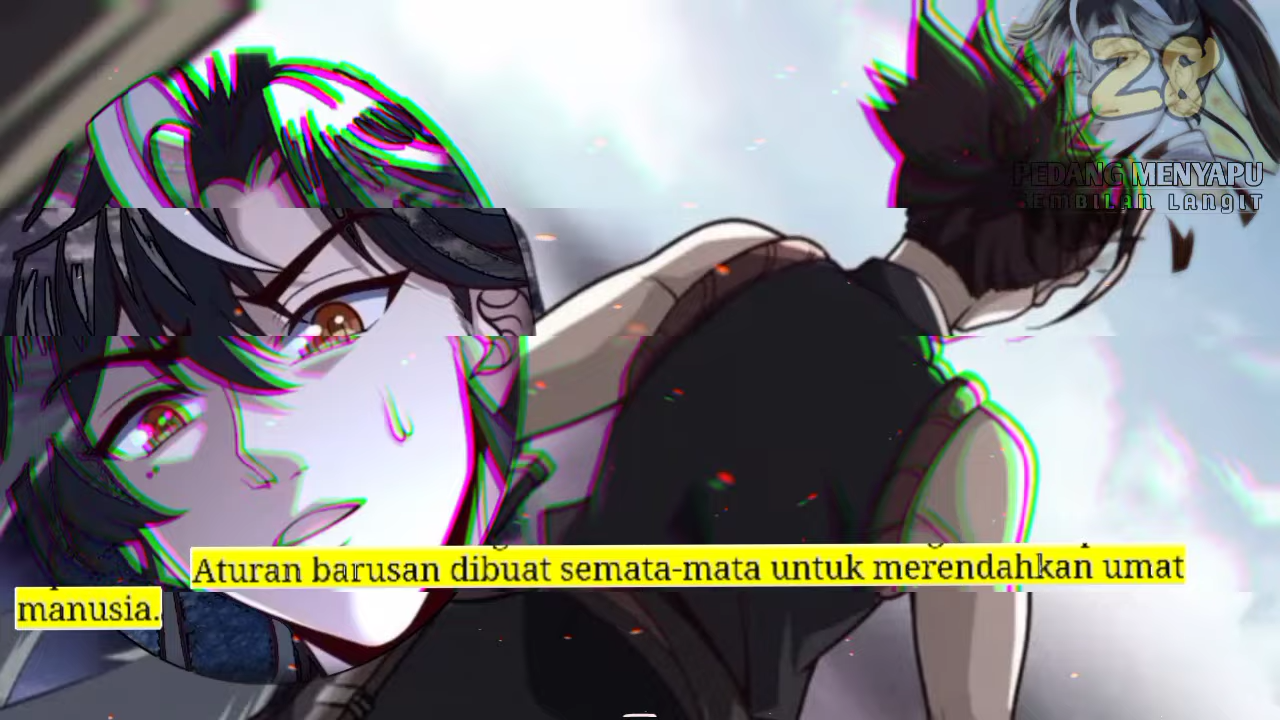 28
PEDANG MENYAPU
SEMBILAN LANGIT
Aturan barusan dibuat semata-mata untuk merendahkan umat
manusia.